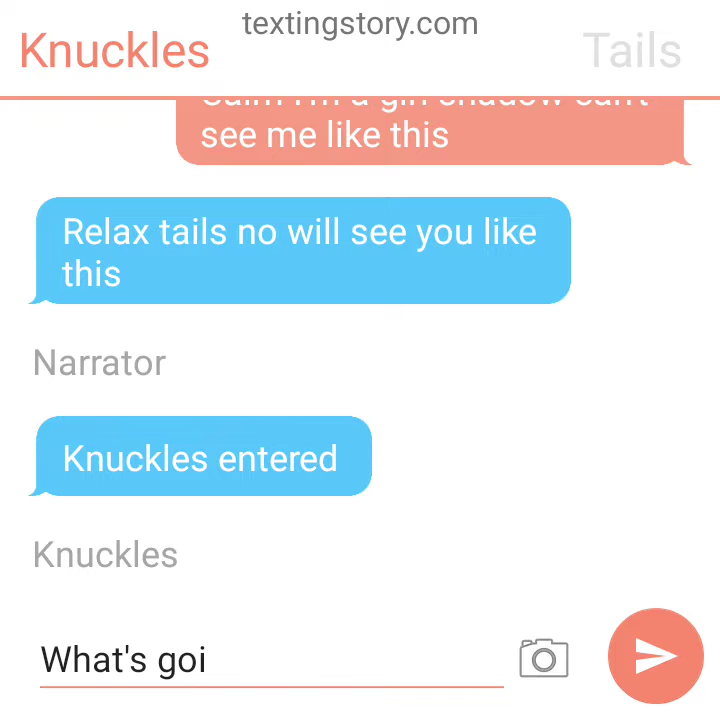 textingstory.com
Knuckles
Tails
see me like this
Relax tails no will see you like
this
Narrator
Knuckles entered
Knuckles
What's goi